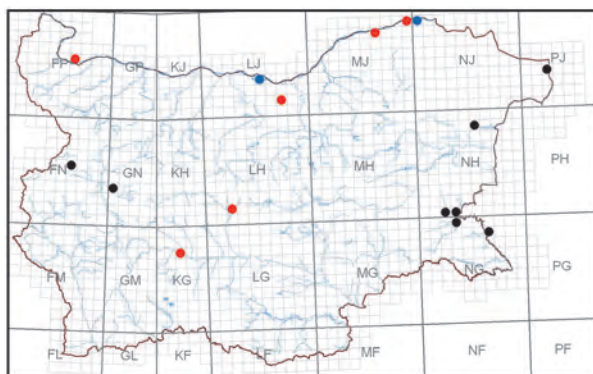 FP GP KJ LJ MJ NJ PJ
FN GN KH LH MH NH PH
FM GM KG LG MG NG PG
FL GL KF LF MF NF PF